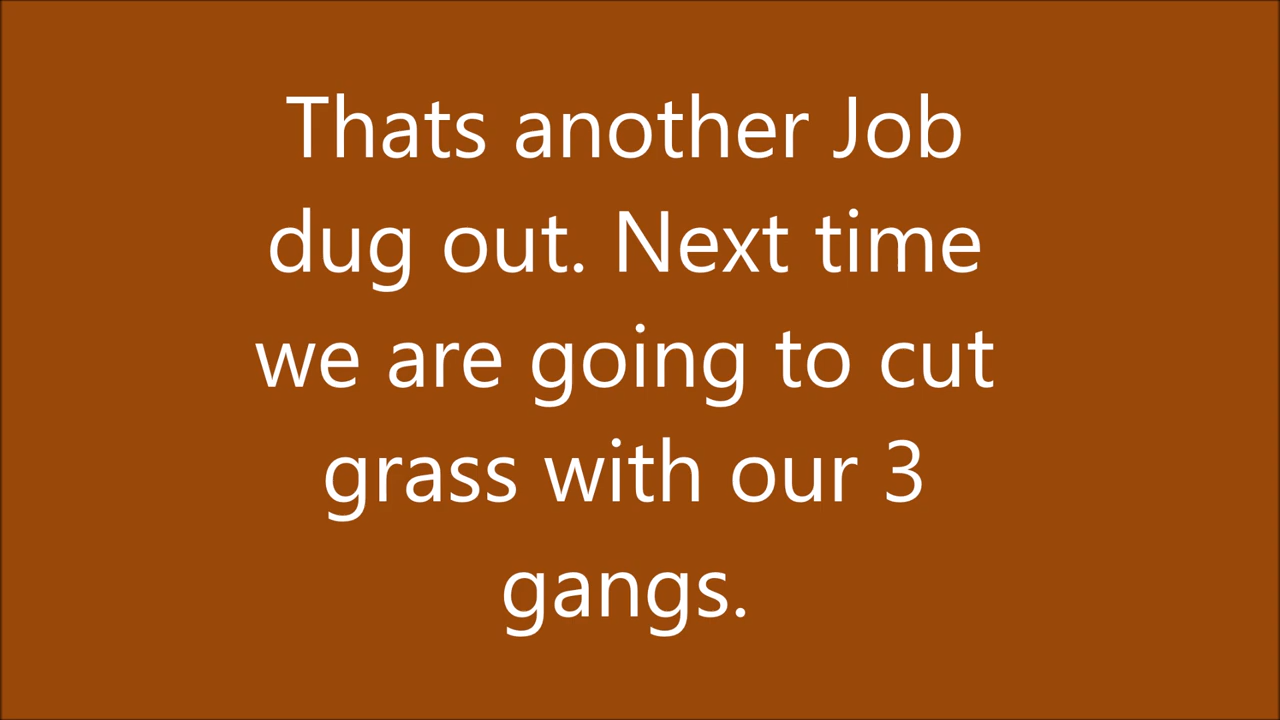 Thats another Job
dug out. Next time
we are going to cut
grass with our 3
gangs.